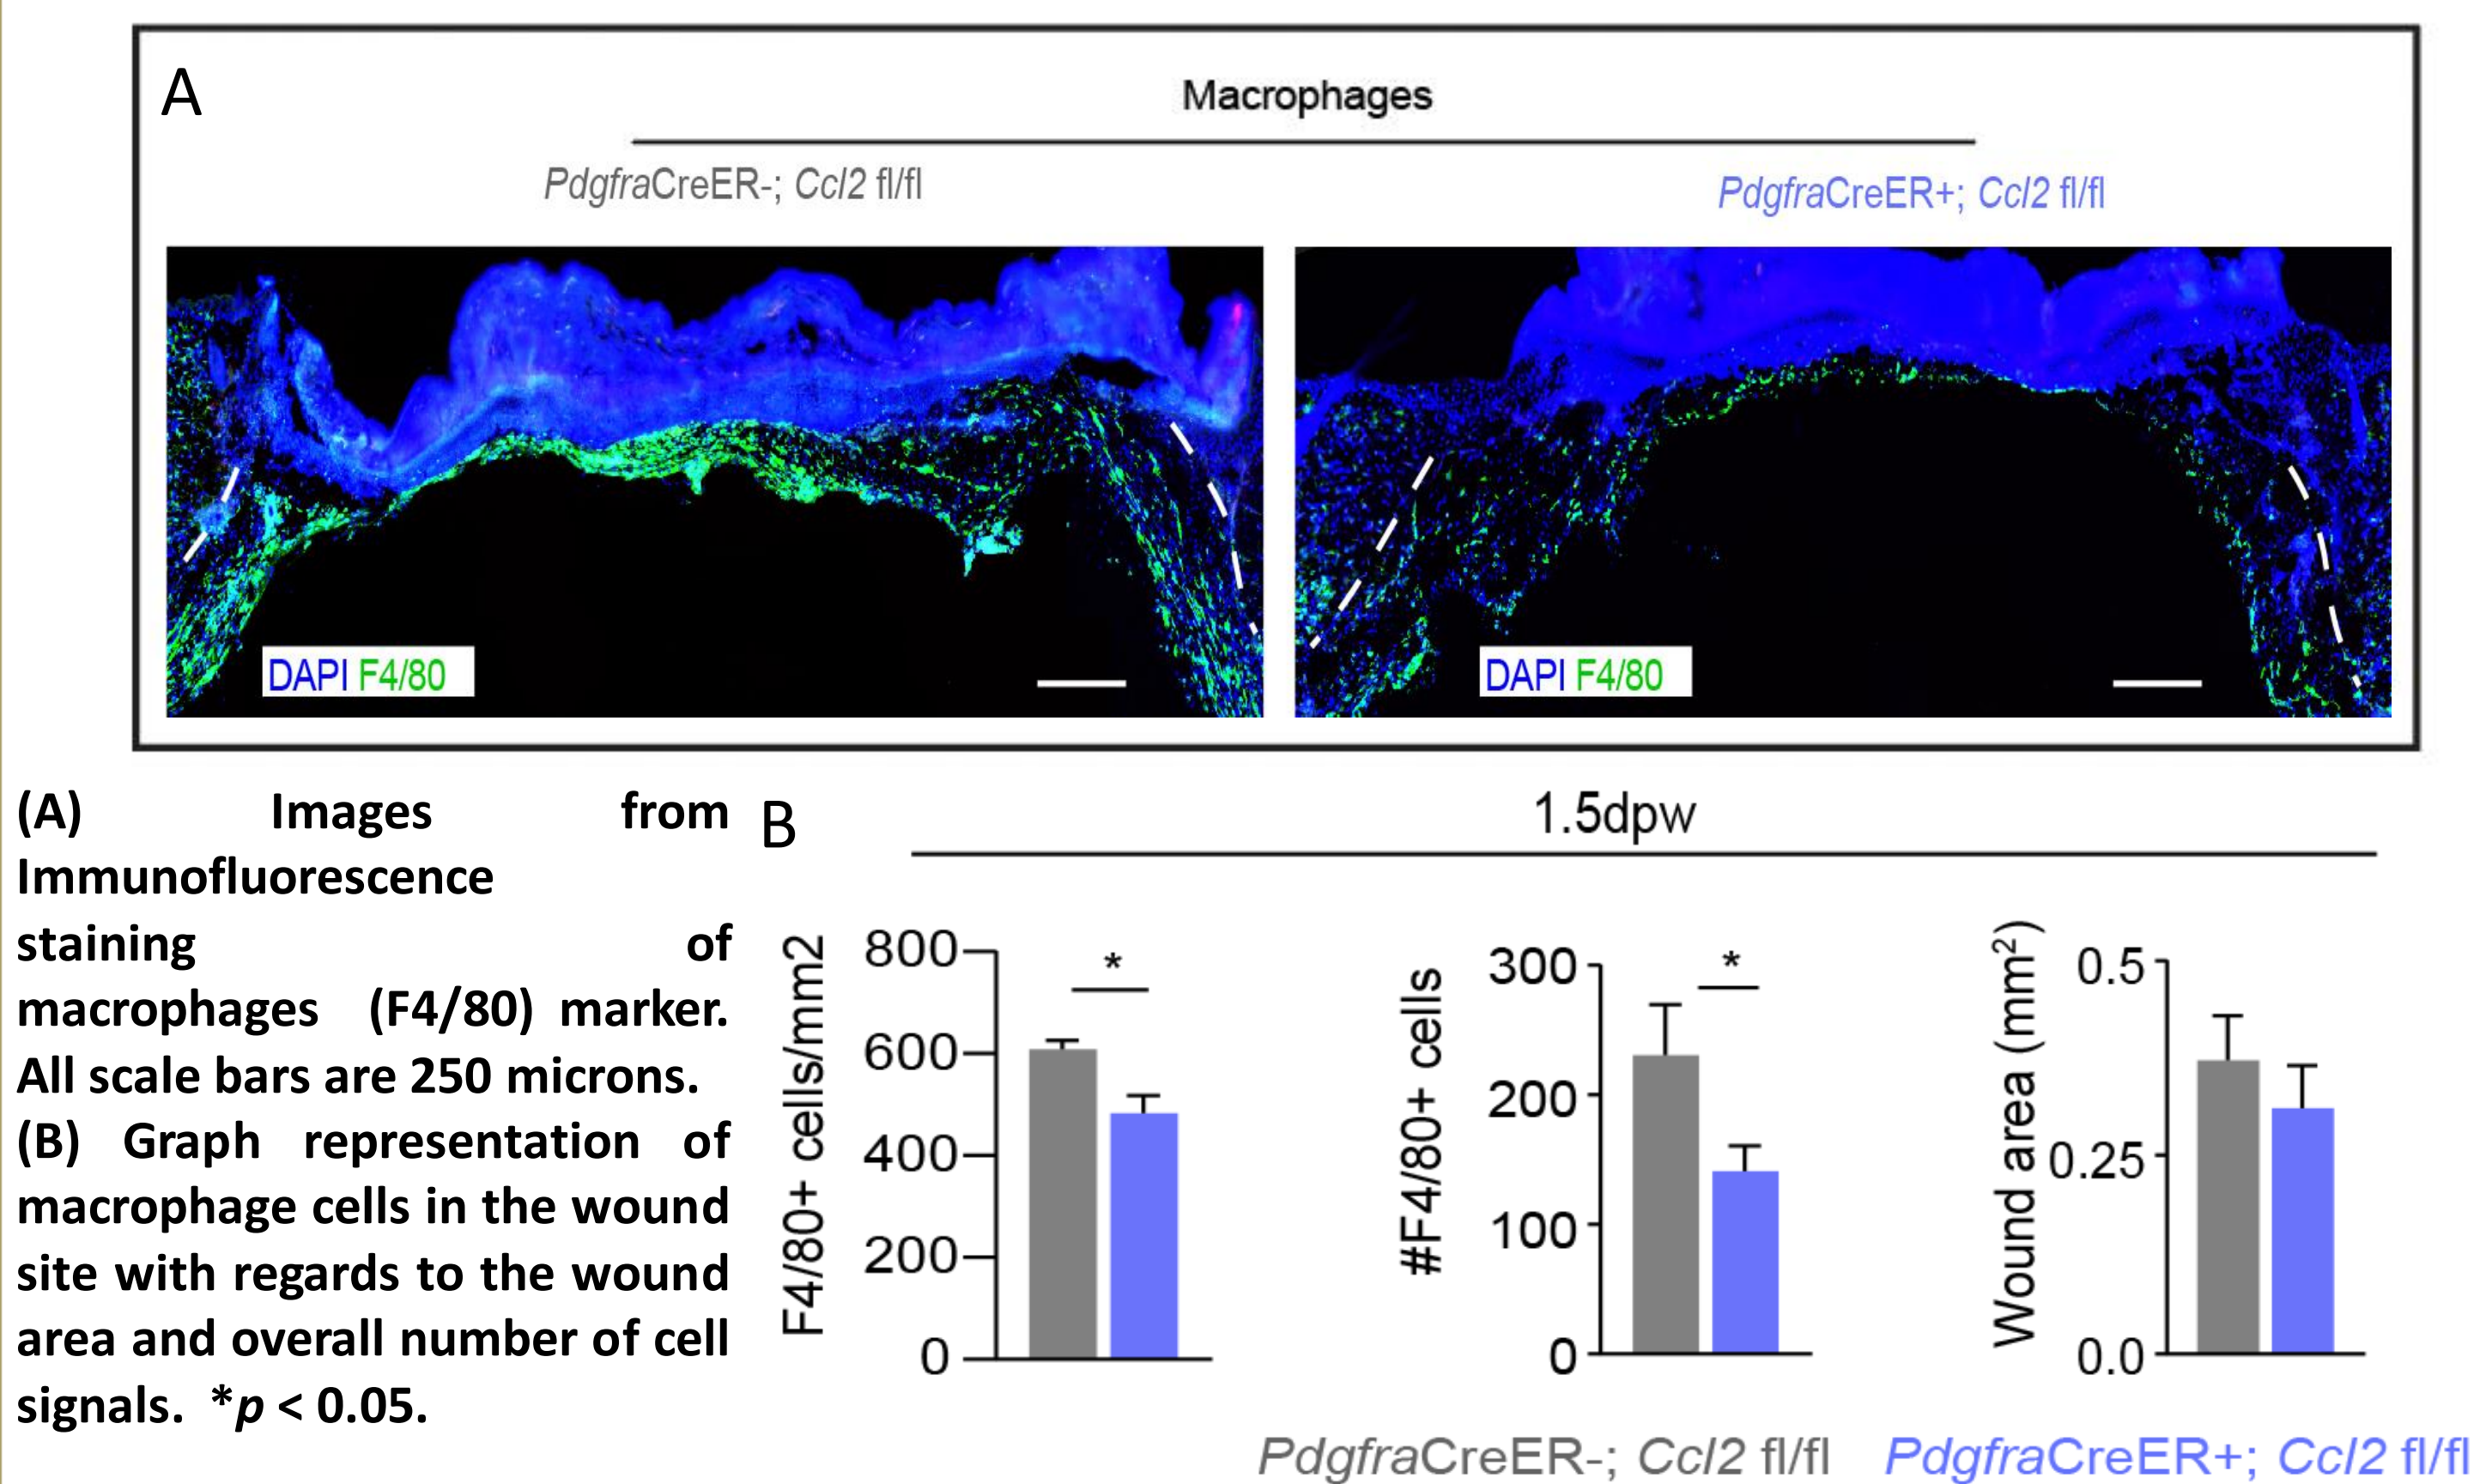 A
Macrophages
PdgfraCreER-; Ccl2 fl/fl
PdgfraCreER+; Ccl2 fl/fl
DAPI F4/80
DAPI F4/80
(A) Images from
Immunofluorescence
staining of
macrophages (F4/80) marker.
All scale bars are 250 microns.
(B) Graph representation of
macrophage cells in the wound
site with regards to the wound
area and overall number of cell
signals. *p < 0.05.
B
1.5dpw
F4/80+ cells/mm2
800
600
400
200
0
*
#F4/80+ cells
300
200
100
0
*
Wound area (mm²)
0.5
0.25
0.0
PdgfraCreER-; Ccl2 fl/fl
PdgfraCreER+; Ccl2 fl/fl